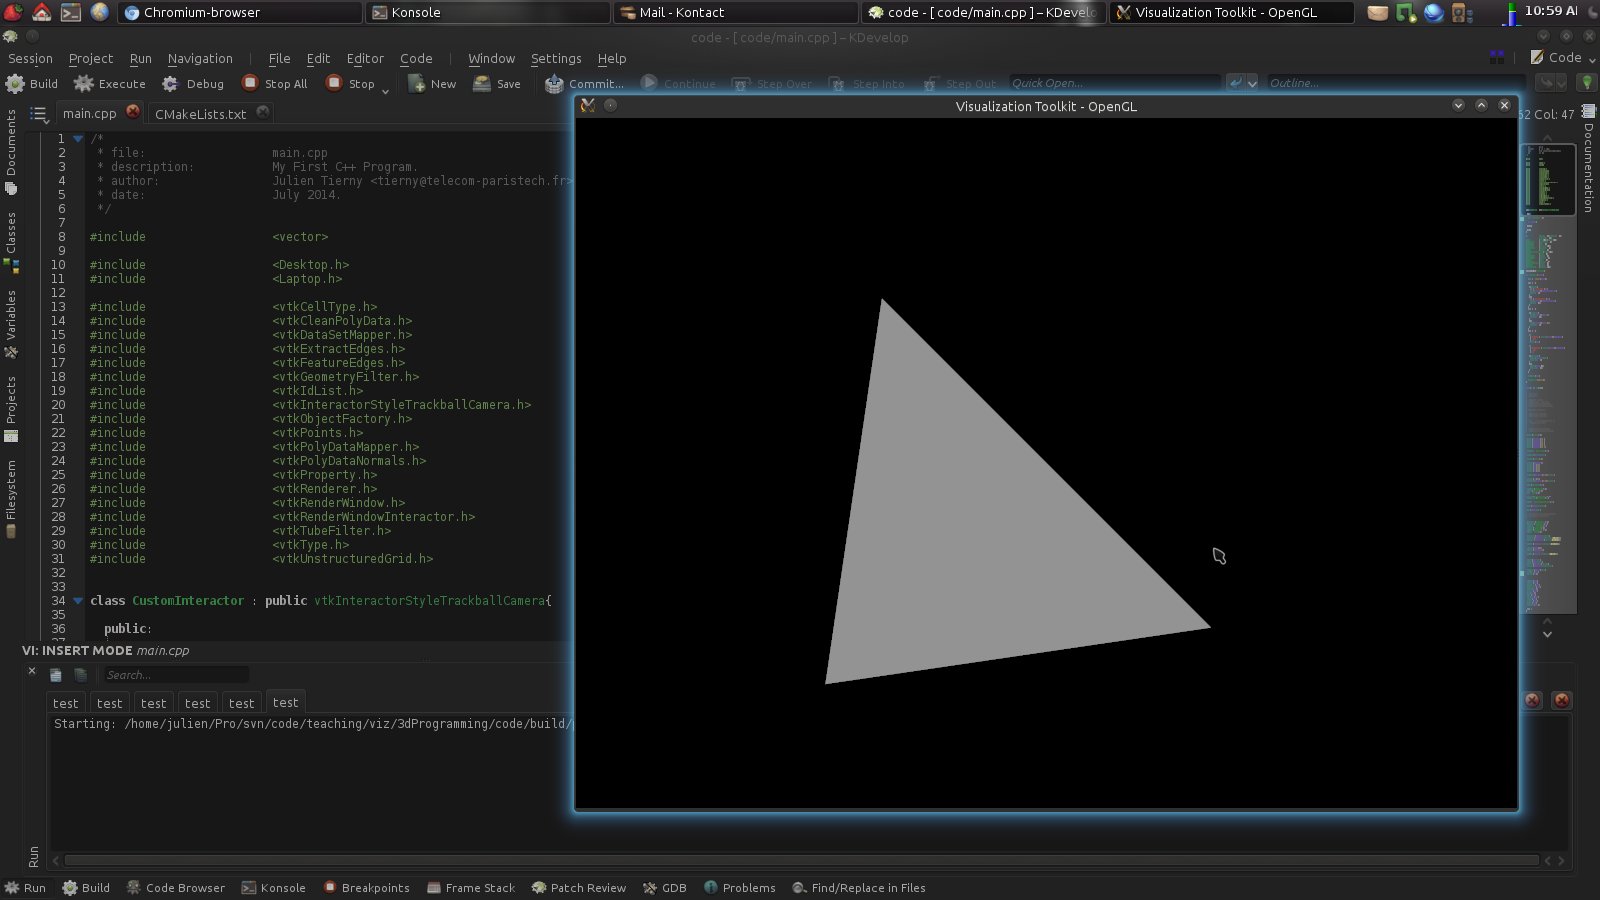 Chromium-browser
Konsole
Mail - Kontact
code - [ code/main.cpp ] – KDevelo
Visualization Toolkit - OpenGL
10:59 AM
code - [ code/main.cpp ] – KDevelop
Session Project Run Navigation | File Edit Editor Code | Window Settings Help
Code
Build Execute Debug Stop All Stop New Save Commit... Continue Step Over Step Into Step Out Quick Open... Outline...
main.cpp
CMakeLists.txt
Visualization Toolkit - OpenGL
52 Col: 47
Documents
Classes
Variables
Projects
Filesystem
Documentation
1 /*
2 * file: main.cpp
3 * description: My First C++ Program.
4 * author: Julien Tierny <tierny@telecom-paristech.fr>
5 * date: July 2014.
6 */
7
8 #include <vector>
9
10 #include <Desktop.h>
11 #include <Laptop.h>
12
13 #include <vtkCellType.h>
14 #include <vtkCleanPolyData.h>
15 #include <vtkDataSetMapper.h>
16 #include <vtkExtractEdges.h>
17 #include <vtkFeatureEdges.h>
18 #include <vtkGeometryFilter.h>
19 #include <vtkIdList.h>
20 #include <vtkInteractorStyleTrackballCamera.h>
21 #include <vtkObjectFactory.h>
22 #include <vtkPoints.h>
23 #include <vtkPolyDataMapper.h>
24 #include <vtkPolyDataNormals.h>
25 #include <vtkProperty.h>
26 #include <vtkRenderer.h>
27 #include <vtkRenderWindow.h>
28 #include <vtkRenderWindowInteractor.h>
29 #include <vtkTubeFilter.h>
30 #include <vtkType.h>
31 #include <vtkUnstructuredGrid.h>
32
33
34 class CustomInteractor : public vtkInteractorStyleTrackballCamera{
35
36 public:
VI: INSERT MODE main.cpp
Search...
test test test test test test
Starting: /home/julien/Pro/svn/code/teaching/viz/3dProgramming/code/build/
Run
Run Build Code Browser Konsole Breakpoints Frame Stack Patch Review GDB Problems Find/Replace in Files